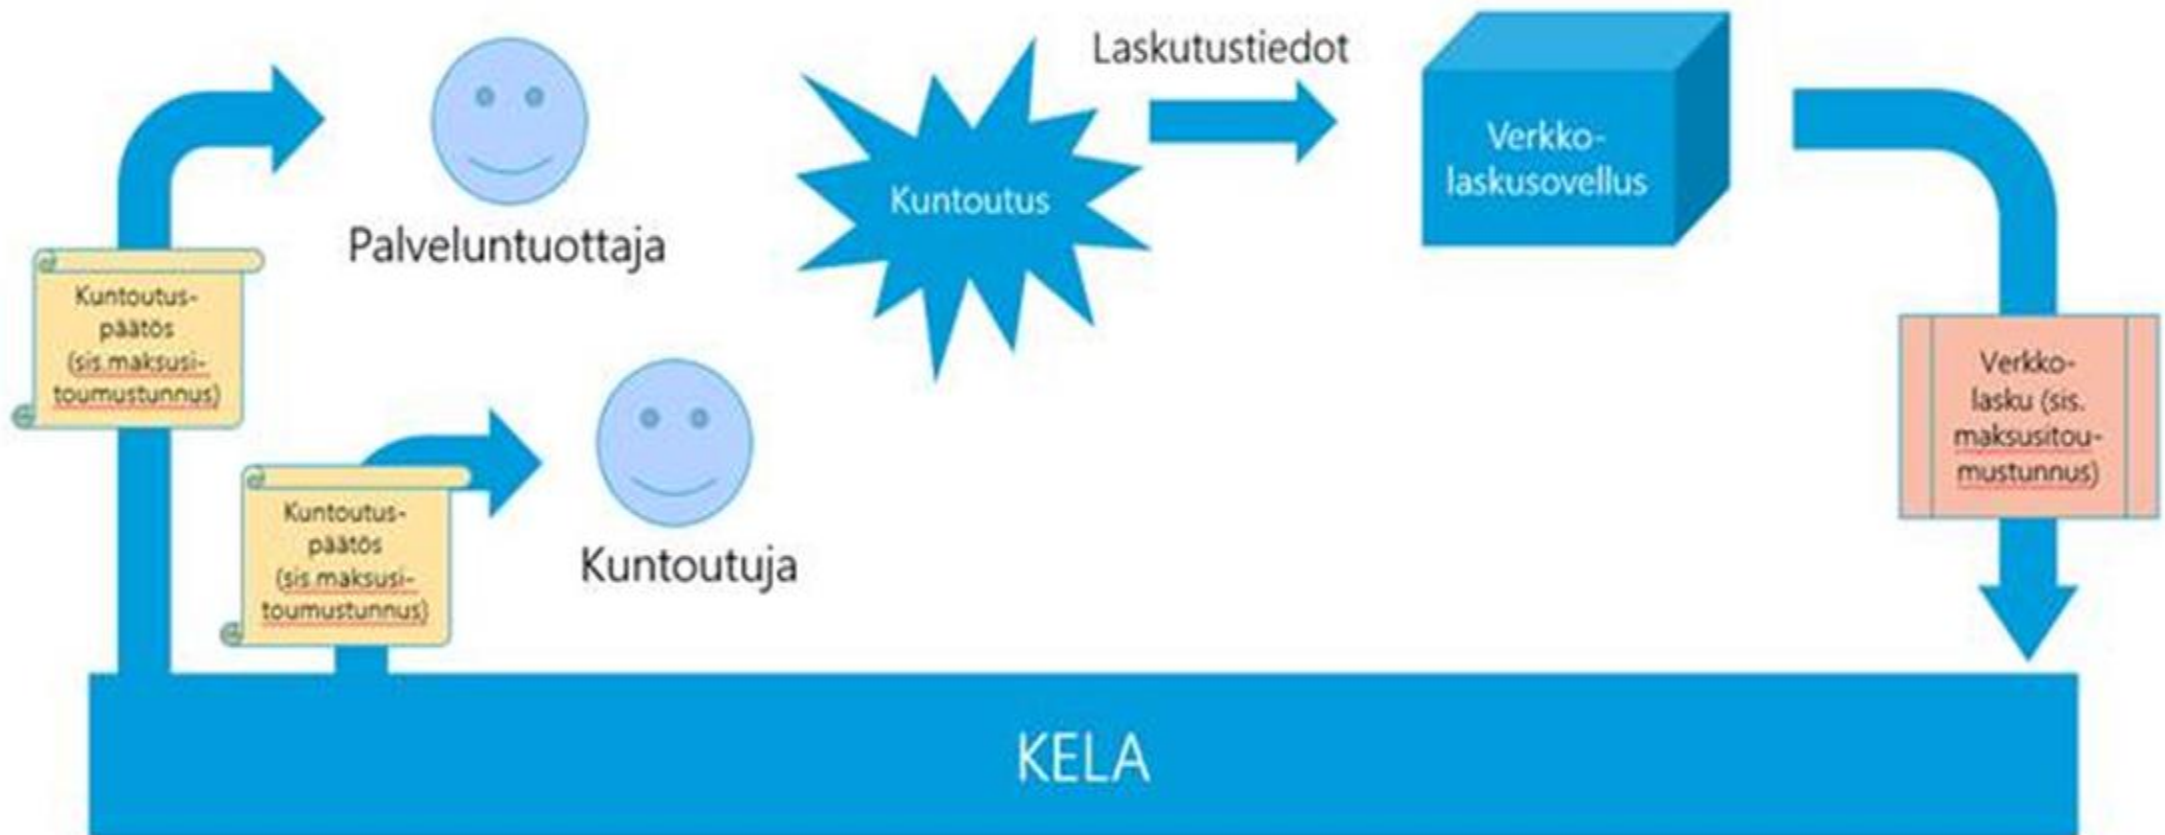 Laskutustiedot
Verkko-
laskusovellus
Kuntoutus
Palveluntuottaja
Kuntoutus-
päätös
(sis.maksusi-
toumustunnus)
Verkko-
lasku (sis.
maksusitou-
mustunnus)
Kuntoutus-
päätös
(sis.maksusi-
toumustunnus)
Kuntoutuja
KELA